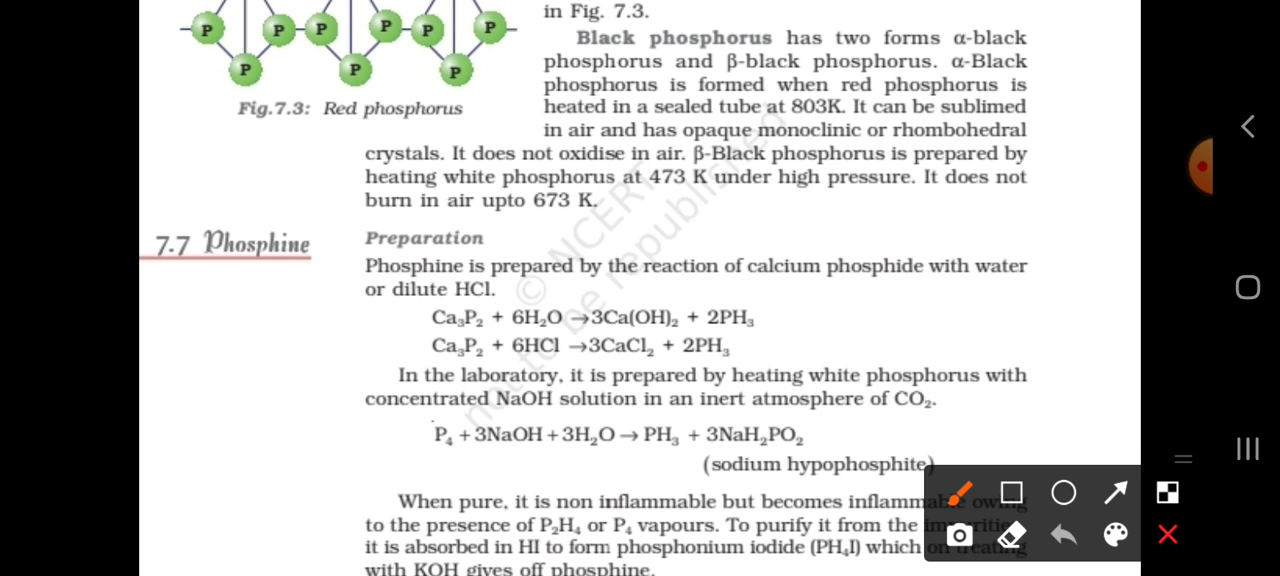 in Fig. 7.3.
P P P P P P
P P P
Black phosphorus has two forms α-black
phosphorus and β-black phosphorus. α-Black
phosphorus is formed when red phosphorus is
heated in a sealed tube at 803K. It can be sublimed
in air and has opaque monoclinic or rhombohedral
Fig.7.3: Red phosphorus
crystals. It does not oxidise in air. β-Black phosphorus is prepared by
heating white phosphorus at 473 K under high pressure. It does not
burn in air upto 673 K.
7.7 Phosphine
Preparation
Phosphine is prepared by the reaction of calcium phosphide with water
or dilute HCl.
Ca₃P₂ + 6H₂O →3Ca(OH)₂ + 2PH₃
Ca₃P₂ + 6HCl →3CaCl₂ + 2PH₃
In the laboratory, it is prepared by heating white phosphorus with
concentrated NaOH solution in an inert atmosphere of CO₂.
P₄ + 3NaOH + 3H₂O → PH₃ + 3NaH₂PO₂
(sodium hypophosphite)
When pure, it is non inflammable but becomes inflammable owing
to the presence of P₂H₄ or P₄ vapours. To purify it from the
it is absorbed in HI to form phosphonium iodide (PH₄I) which on treating
with KOH gives off phosphine.
© NCERT
not to be republished